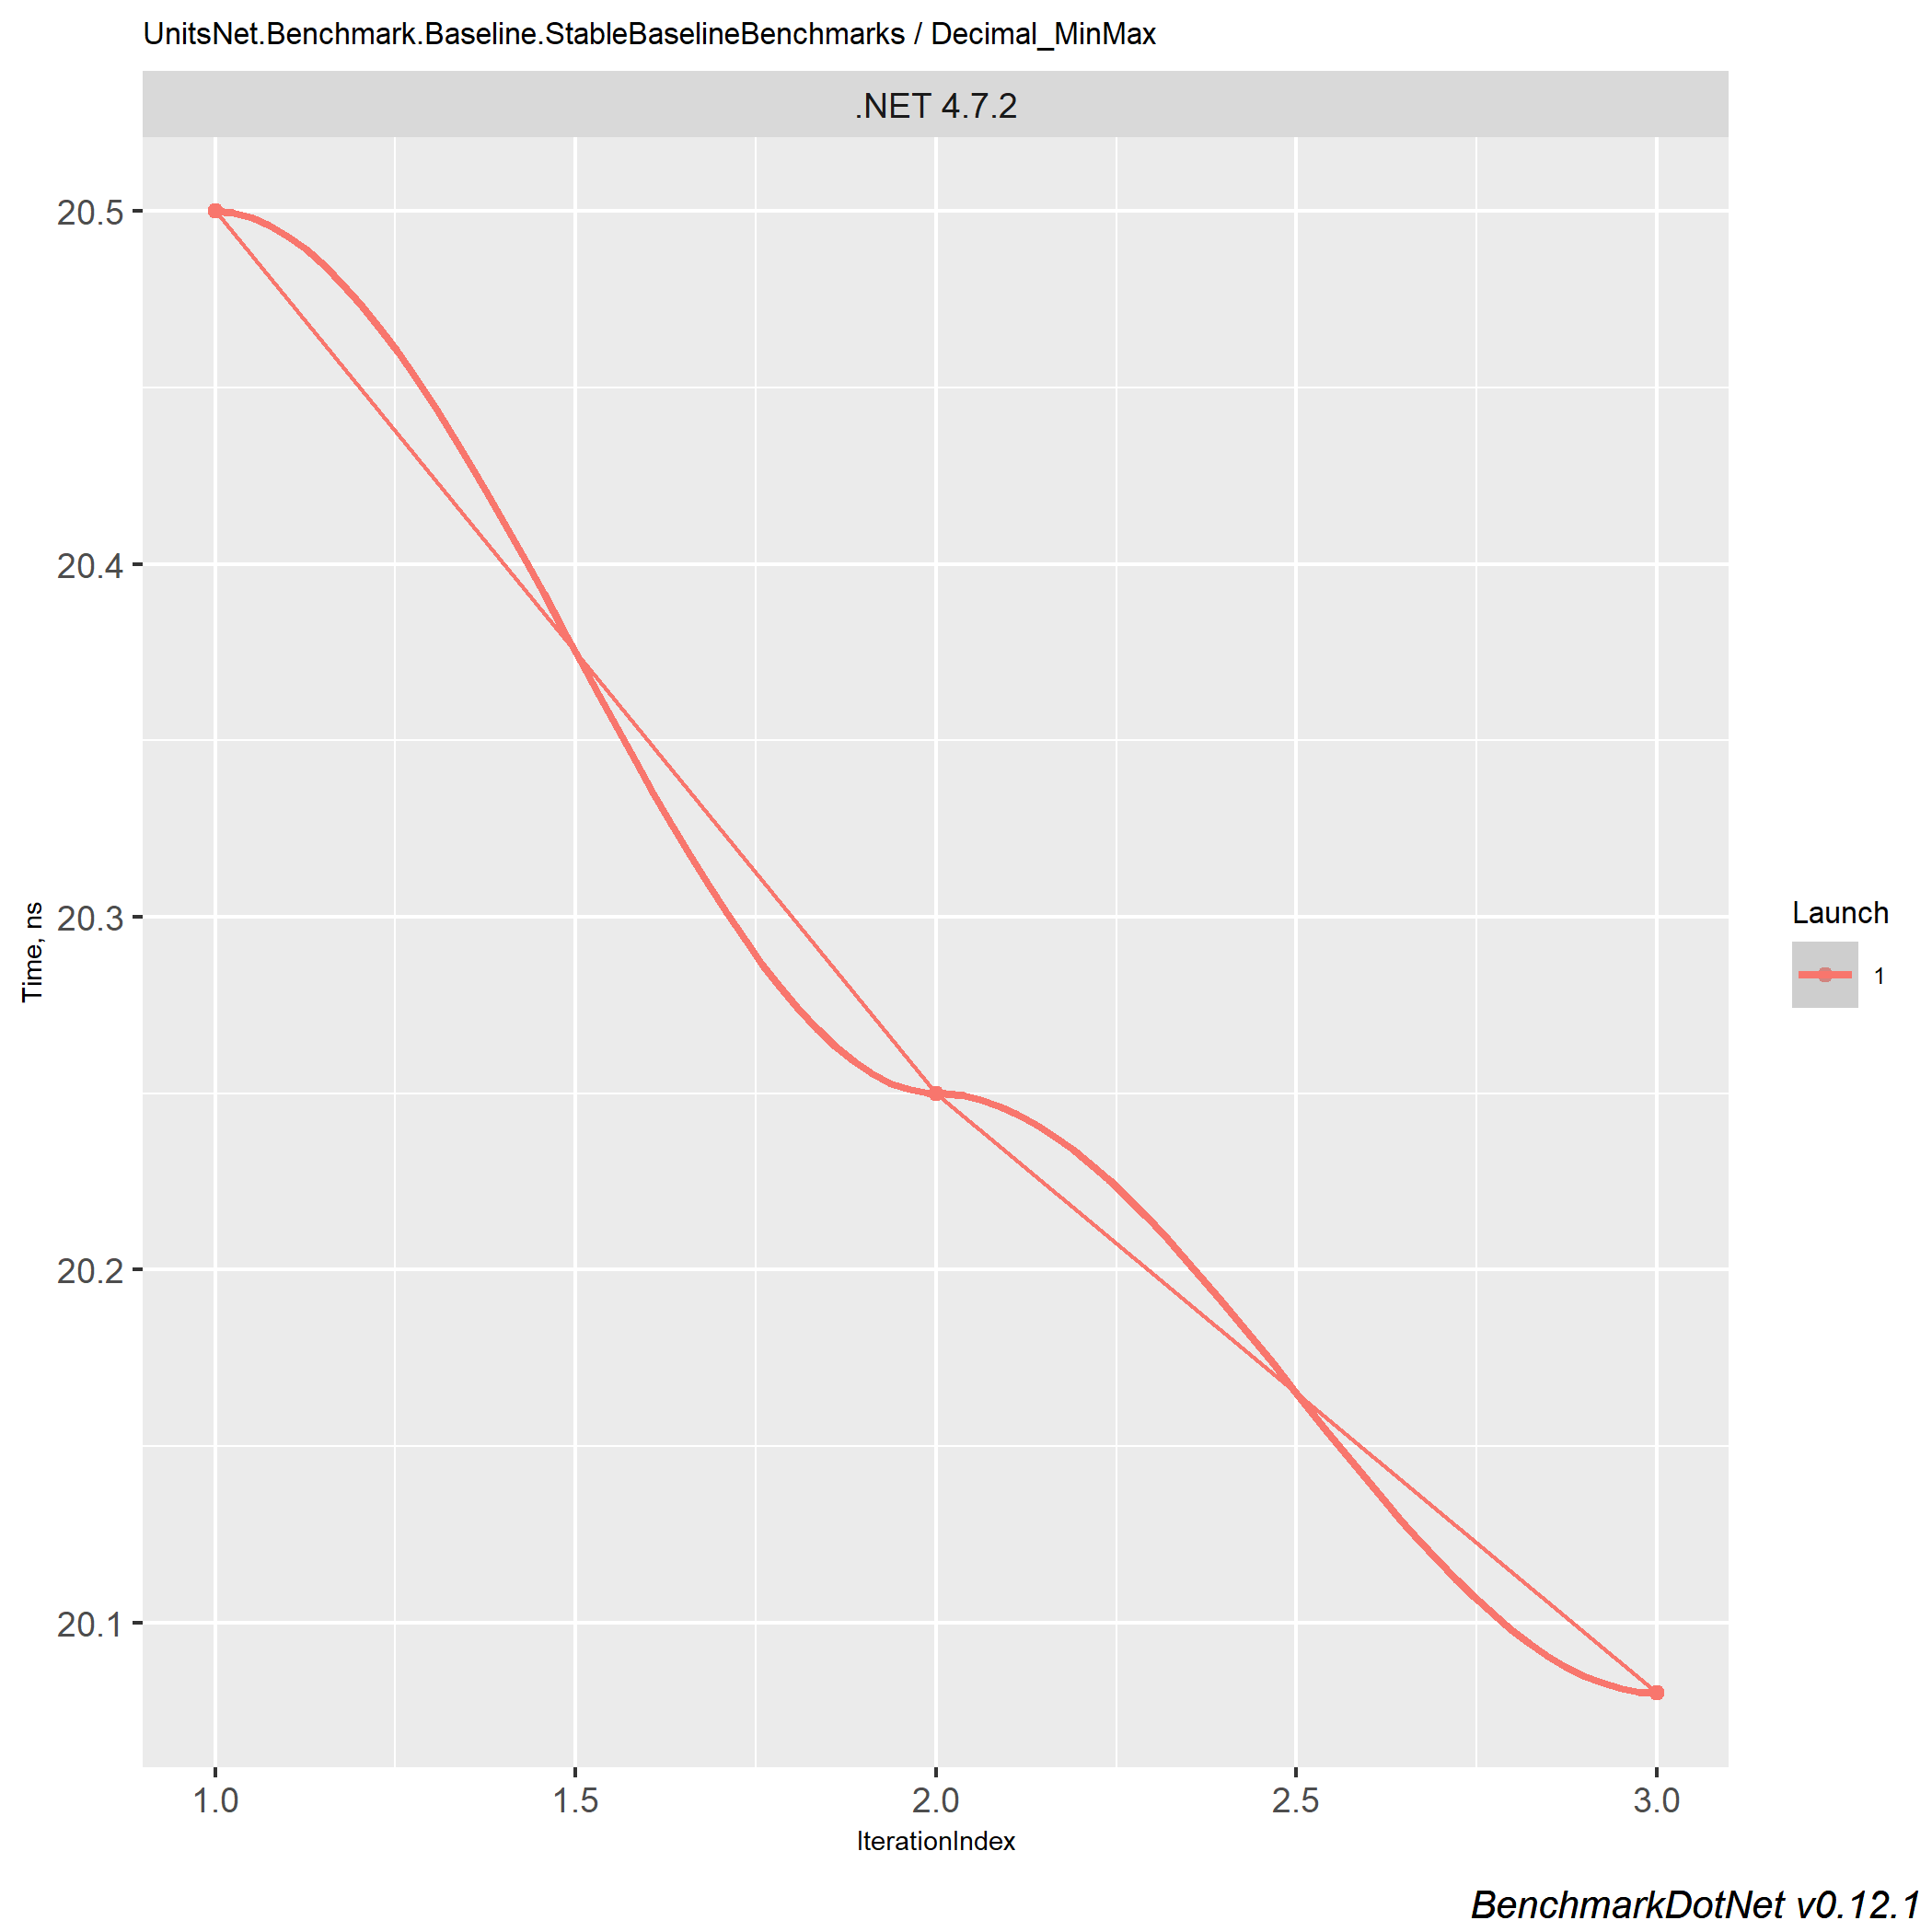 UnitsNet.Benchmark.Baseline.StableBaselineBenchmarks / Decimal_MinMax
.NET 4.7.2
20.5
20.4
20.3
20.2
20.1
Time, ns
1.0
1.5
2.0
2.5
3.0
IterationIndex
Launch
1
BenchmarkDotNet v0.12.1